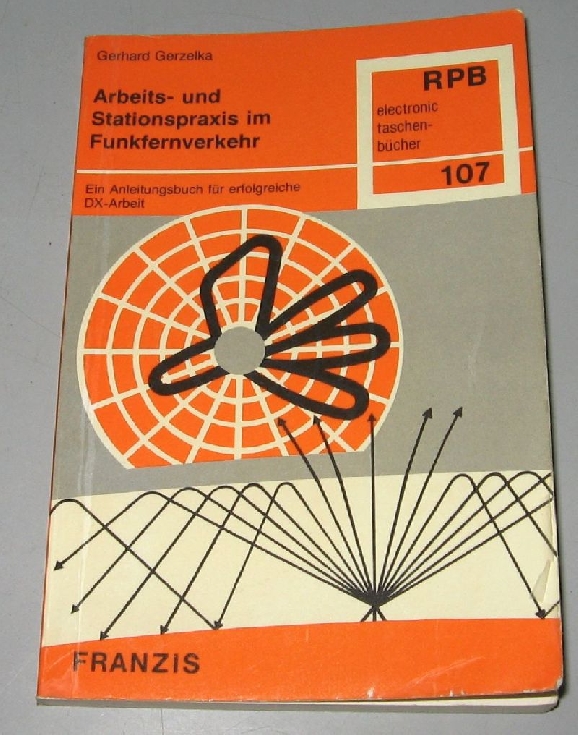 Gerhard Gerzelka
Arbeits- und
Stationspraxis im
Funkfernverkehr
Ein Anleitungsbuch für erfolgreiche
DX-Arbeit
RPB
electronic
taschen-
bücher
107
FRANZIS